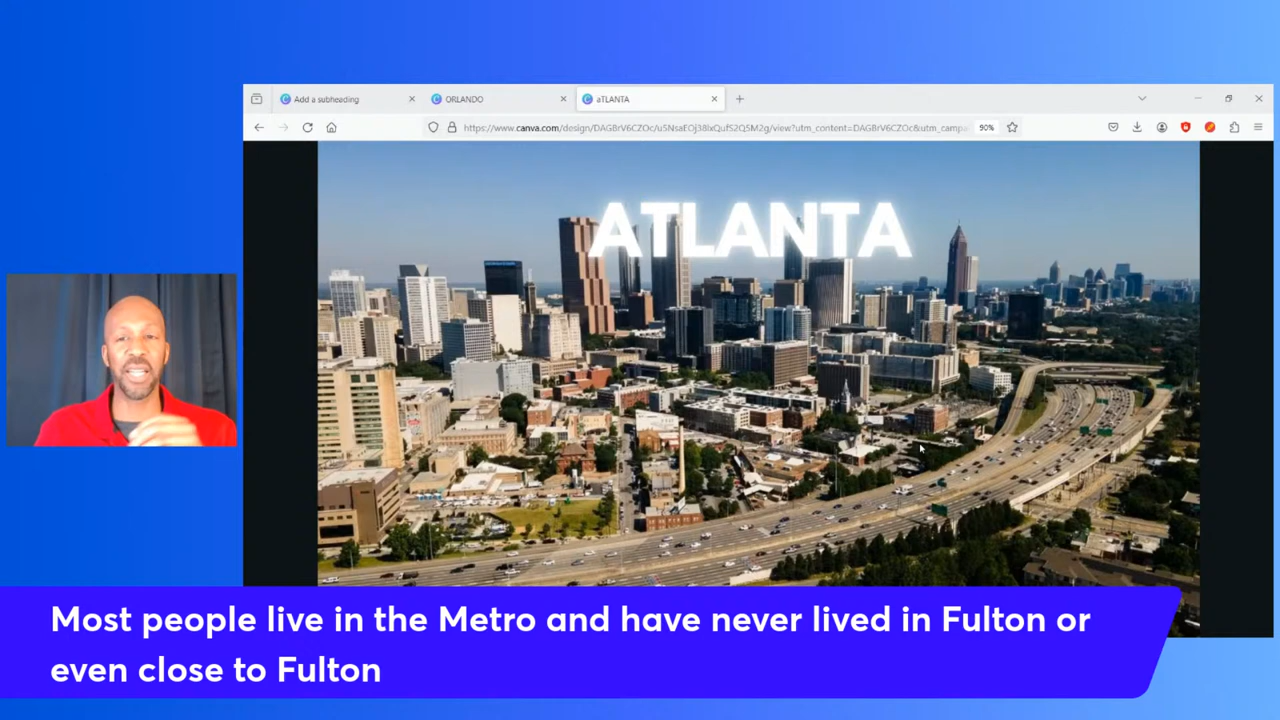 Add a subheading
ORLANDO
aTLANTA
https://www.canva.com/design/DAGBrV6CZOc/u5NsaEOj38lxQufS2Q5M2g/view?utm_content=DAGBrV6CZOc&utm_campa
90%
ATLANTA
Most people live in the Metro and have never lived in Fulton or
even close to Fulton